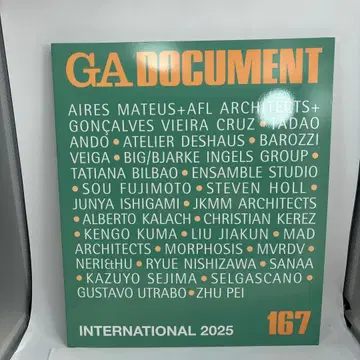 GA DOCUMENT
AIRES MATEUS+AFL ARCHITECTS+
GONÇALVES VIEIRA CRUZ • TADAO
ANDO • ATELIER DESHAUS • BAROZZI
VEIGA • BIG/BJARKE INGELS GROUP •
TATIANA BILBAO • ENSAMBLE STUDIO
• SOU FUJIMOTO • STEVEN HOLL •
JUNYA ISHIGAMI • JKMM ARCHITECTS
• ALBERTO KALACH • CHRISTIAN KEREZ
• KENGO KUMA • LIU JIAKUN • MAD
ARCHITECTS • MORPHOSIS • MVRDV •
NERI&HU • RYUE NISHIZAWA • SANAA
• KAZUYO SEJIMA • SELGASCANO •
GUSTAVO UTRABO • ZHU PEI
INTERNATIONAL 2025 167